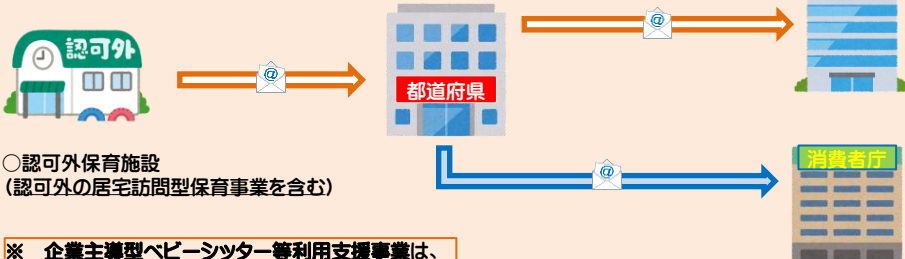 認可外
@
@
都道府県
○認可外保育施設
(認可外の居宅訪問型保育事業を含む)
@
消費者庁
※ 企業主導型ベビーシッター等利用支援事業は、